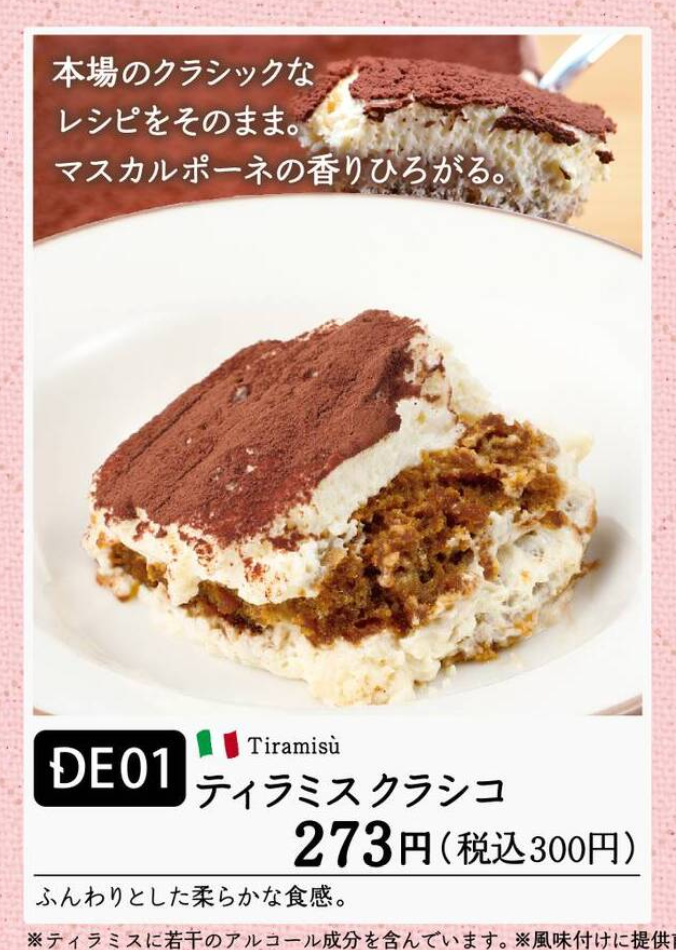 本場のクラシックな
レシピをそのまま。
マスカルポーネの香りひろがる。
DE01
Tiramisù
ティラミス クラシコ
273円(税込300円)
ふんわりとした柔らかな食感。
※ティラミスに若干のアルコール成分を含んでいます。※風味付けに提供